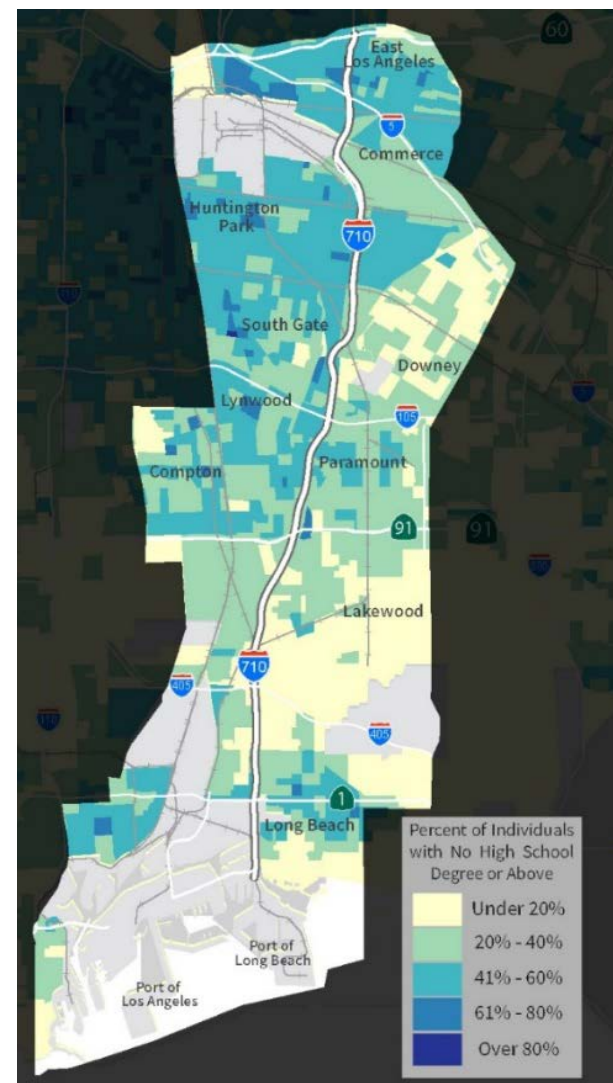 60
East
Los Angeles
5
Commerce
Huntington
Park
710
South Gate
Downey
Lynwood
105
Compton
Paramount
91
91
Lakewood
710
405
405
1
Long Beach
Port of
Long Beach
Port of
Los Angeles
Percent of Individuals
with No High School
Degree or Above
Under 20%
20% - 40%
41% - 60%
61% - 80%
Over 80%